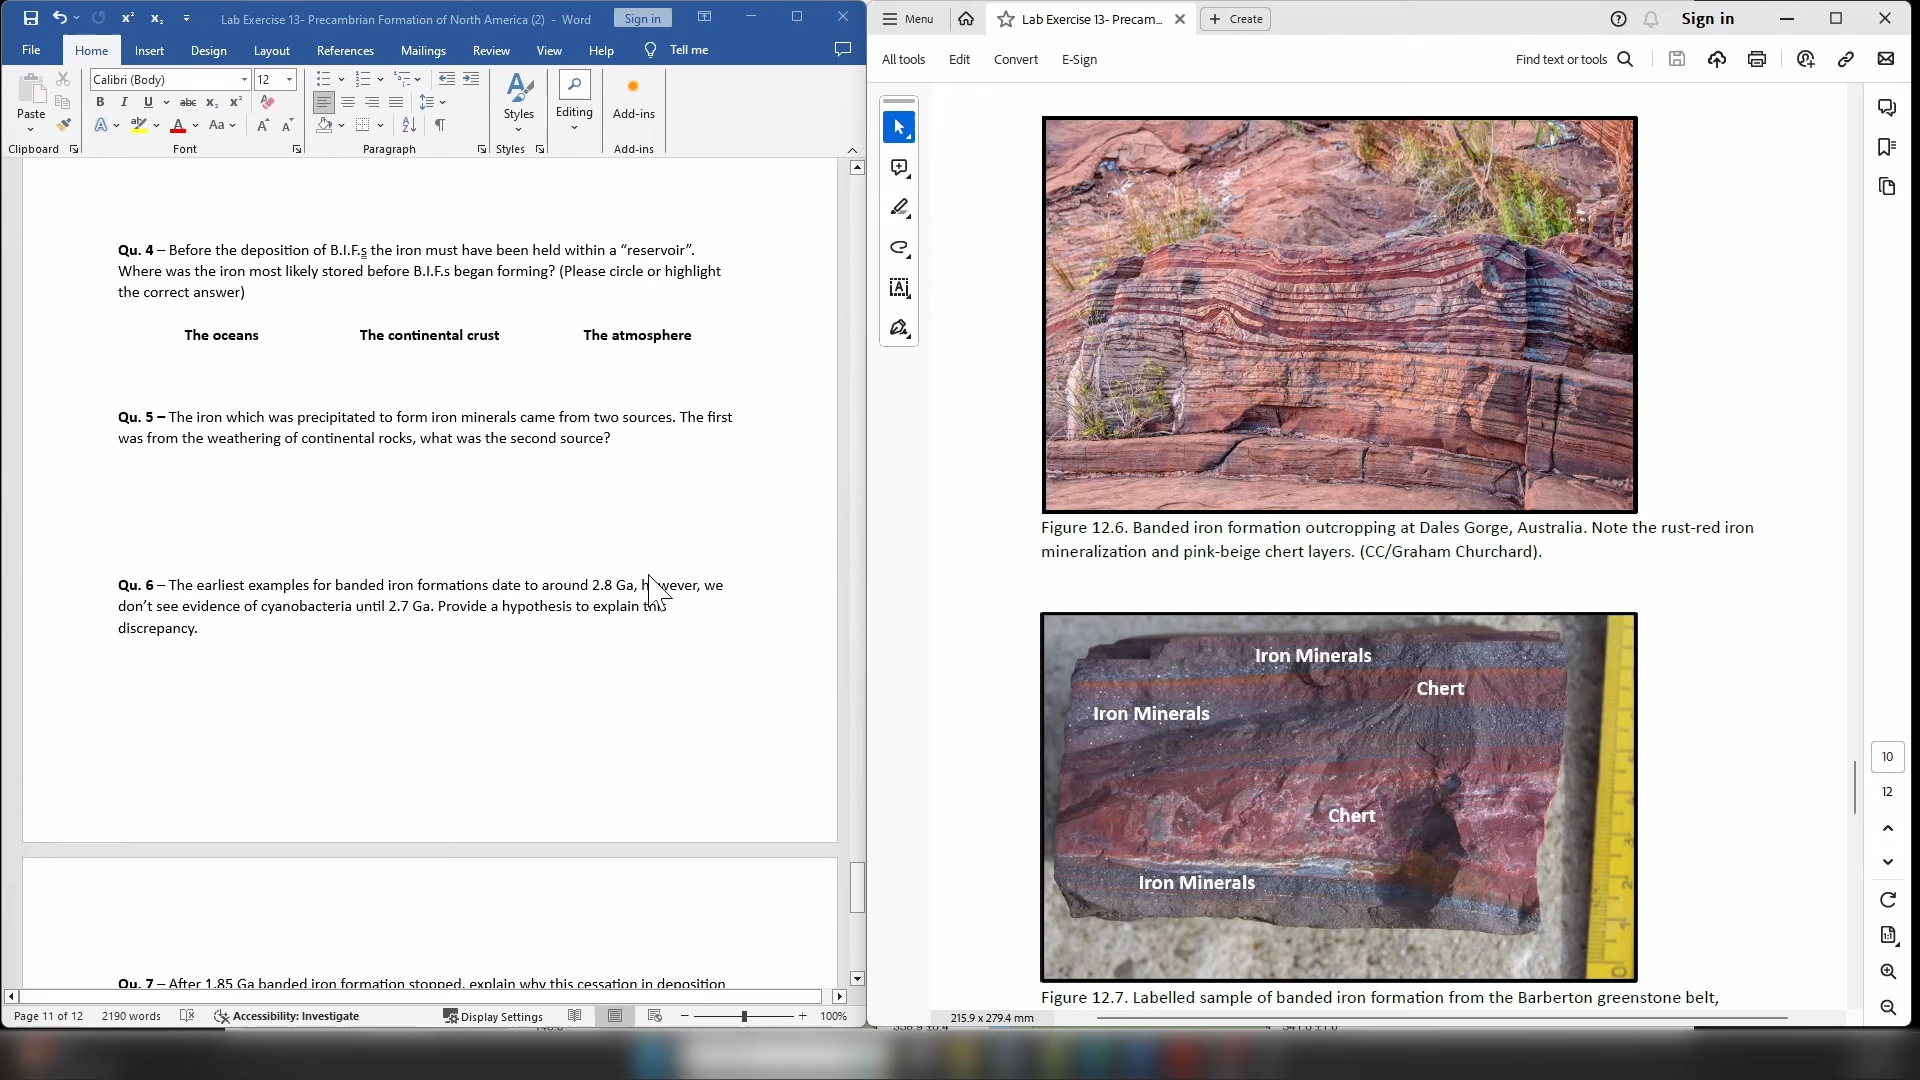 Lab Exercise 13- Precambrian Formation of North America (2) - Word
Sign in
File
Home
Insert
Design
Layout
References
Mailings
Review
View
Help
Tell me
Calibri (Body)
12
Paste
Styles
Editing
Add-ins
Clipboard
Font
Paragraph
Styles
Add-ins
Qu. 4 – Before the deposition of B.I.F.s the iron must have been held within a “reservoir”.
Where was the iron most likely stored before B.I.F.s began forming? (Please circle or highlight
the correct answer)
The oceans The continental crust The atmosphere
Qu. 5 – The iron which was precipitated to form iron minerals came from two sources. The first
was from the weathering of continental rocks, what was the second source?
Qu. 6 – The earliest examples for banded iron formations date to around 2.8 Ga, however, we
don’t see evidence of cyanobacteria until 2.7 Ga. Provide a hypothesis to explain this
discrepancy.
Qu. 7 – After 1.85 Ga banded iron formation stopped, explain why this cessation in deposition
Page 11 of 12
2190 words
Accessibility: Investigate
Display Settings
100%
Menu
Lab Exercise 13- Precam...
Create
Sign in
All tools
Edit
Convert
E-Sign
Find text or tools
Figure 12.6. Banded iron formation outcropping at Dales Gorge, Australia. Note the rust-red iron
mineralization and pink-beige chert layers. (CC/Graham Churchard).
Iron Minerals
Chert
Iron Minerals
Chert
Iron Minerals
Figure 12.7. Labelled sample of banded iron formation from the Barberton greenstone belt,
215.9 x 279.4 mm
10
12